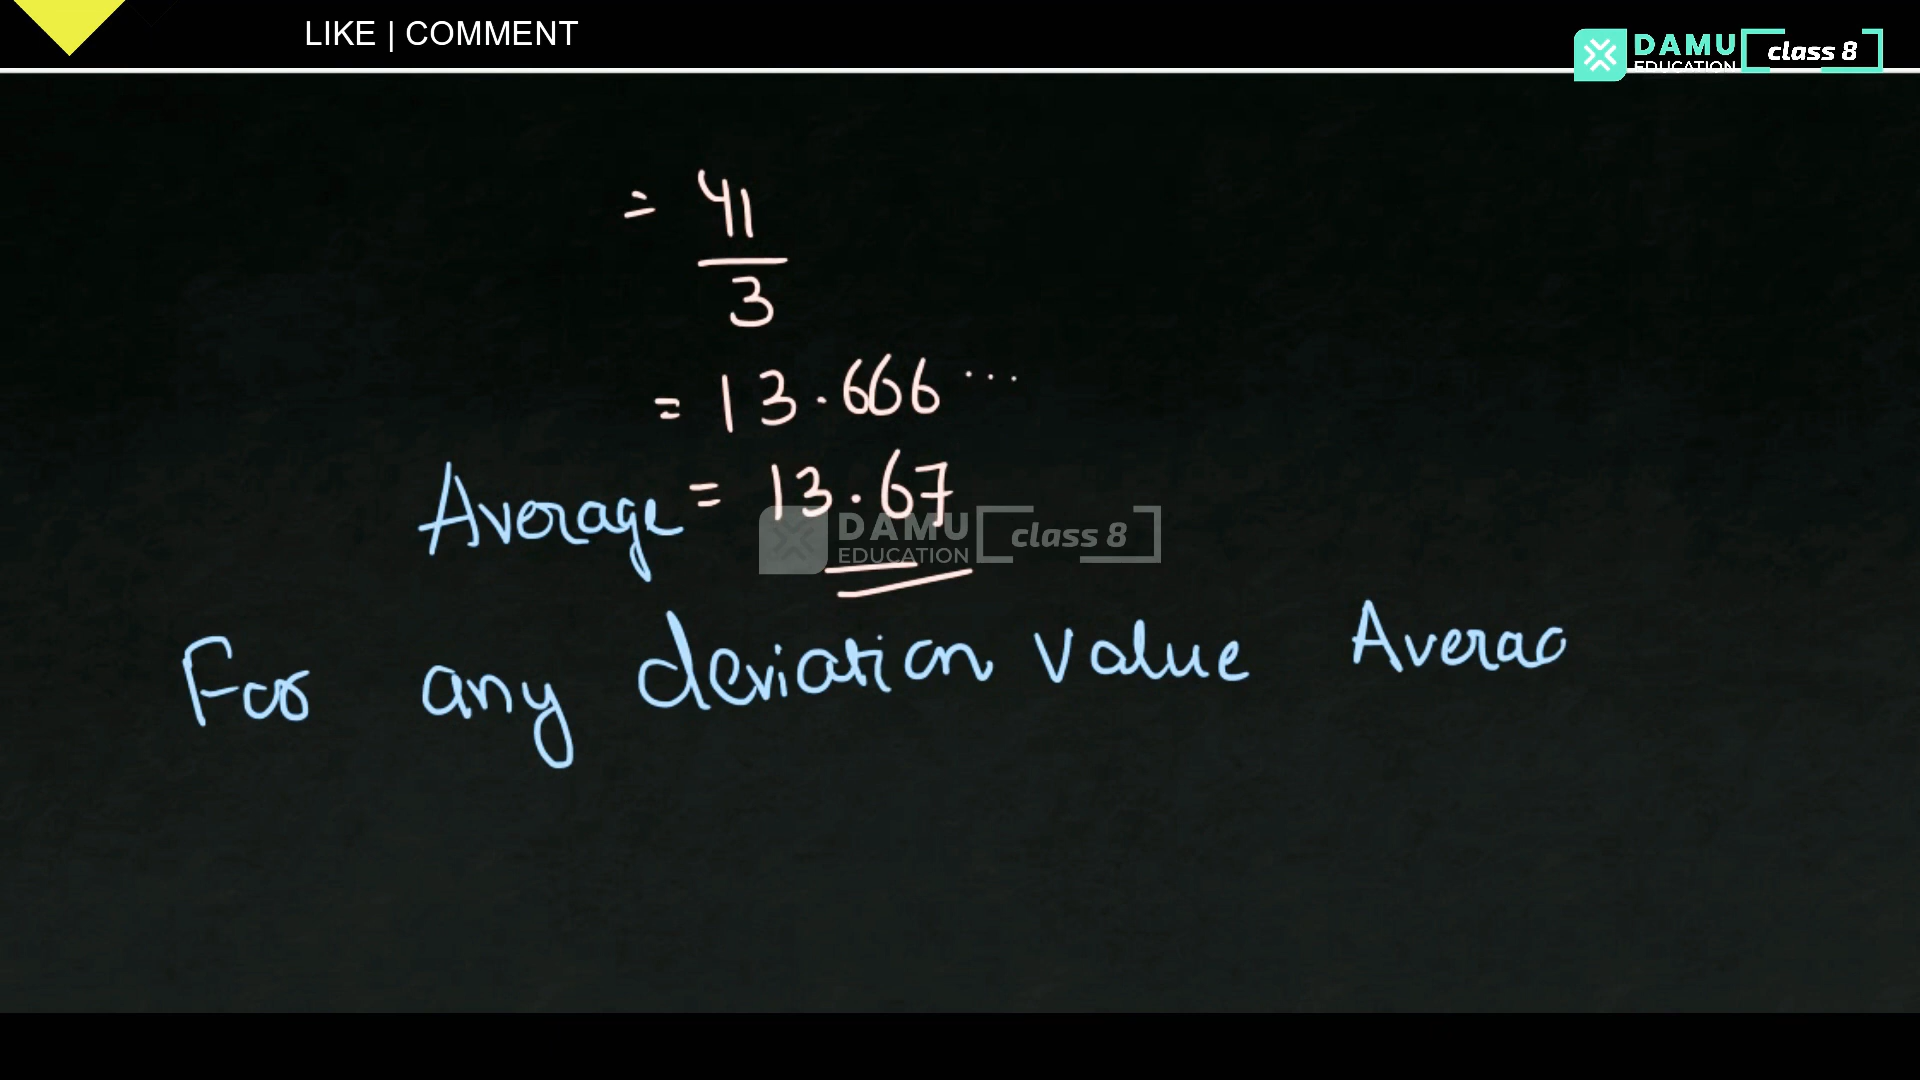 LIKE | COMMENT
DAMU EDUCATION class 8
= 41
3
= 13.666 ...
Average = 13.67
DAMU EDUCATION class 8
For any deviation value Averag